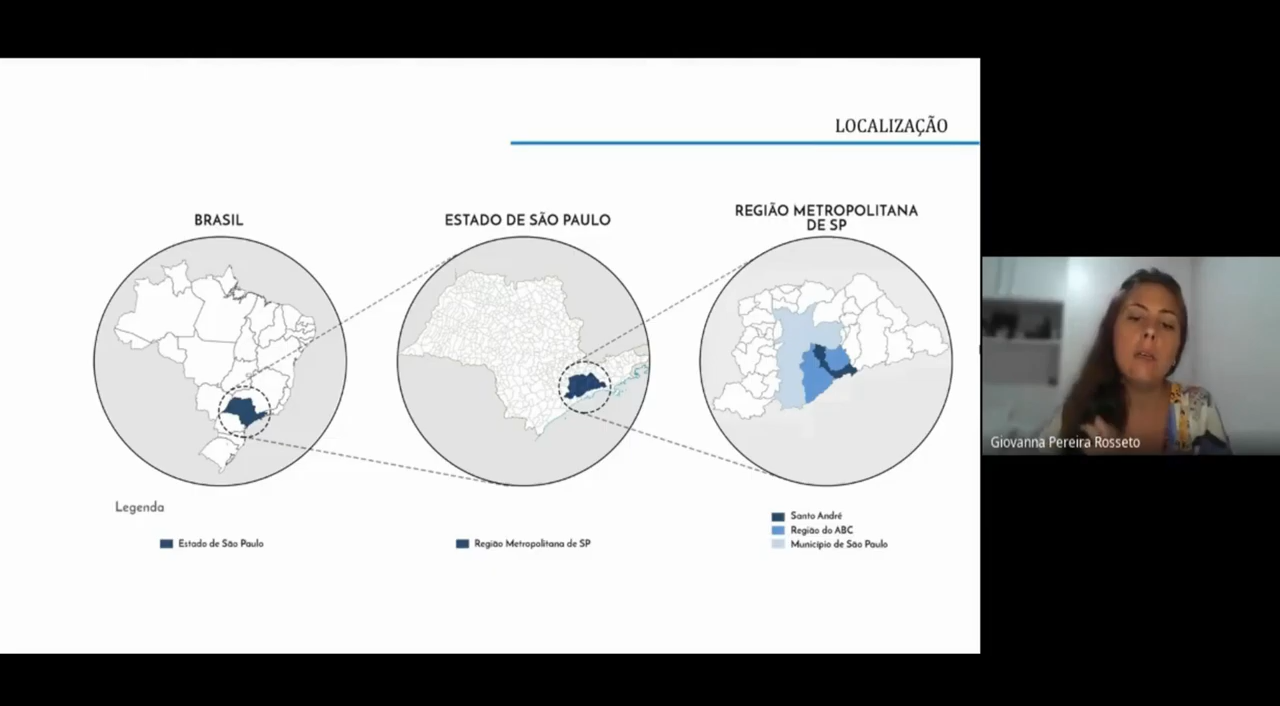 LOCALIZAÇÃO
BRASIL
ESTADO DE SÃO PAULO
REGIÃO METROPOLITANA
DE SP
Legenda
Estado de São Paulo
Região Metropolitana de SP
Santo André
Região do ABC
Município de São Paulo
Giovanna Pereira Rosseto